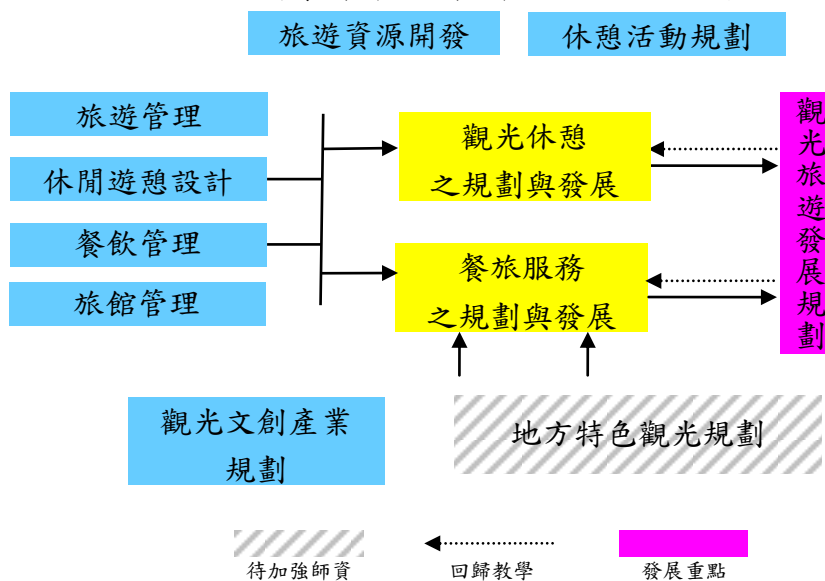 旅遊資源開發
休憩活動規劃
旅遊管理
休閒遊憩設計
餐飲管理
旅館管理
觀光休憩
之規劃與發展
餐旅服務
之規劃與發展
觀光旅遊發展規劃
觀光文創產業
規劃
地方特色觀光規劃
待加強師資
回歸教學
發展重點